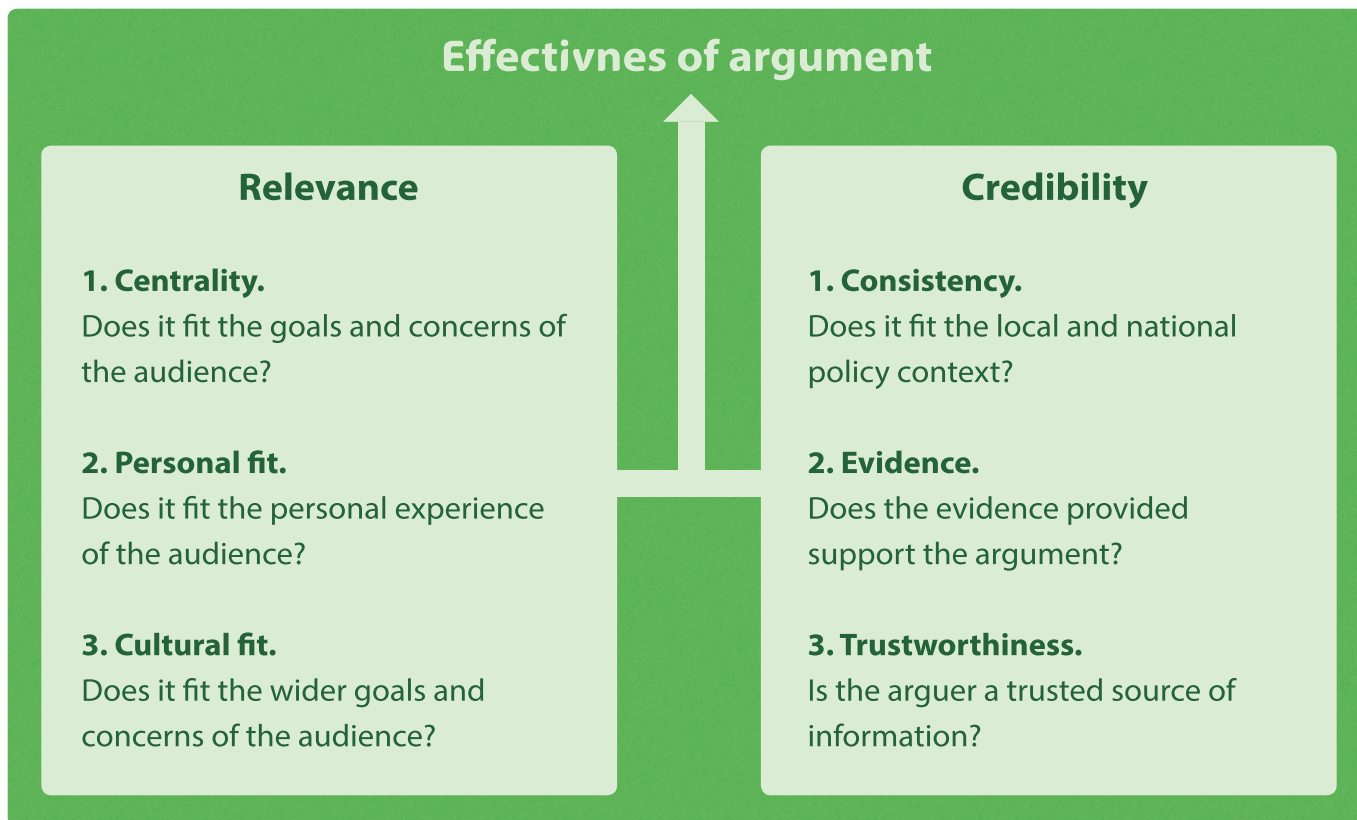 Effectivnes of argument
Relevance
1. Centrality.
Does it fit the goals and concerns of
the audience?
2. Personal fit.
Does it fit the personal experience
of the audience?
3. Cultural fit.
Does it fit the wider goals and
concerns of the audience?
Credibility
1. Consistency.
Does it fit the local and national
policy context?
2. Evidence.
Does the evidence provided
support the argument?
3. Trustworthiness.
Is the arguer a trusted source of
information?